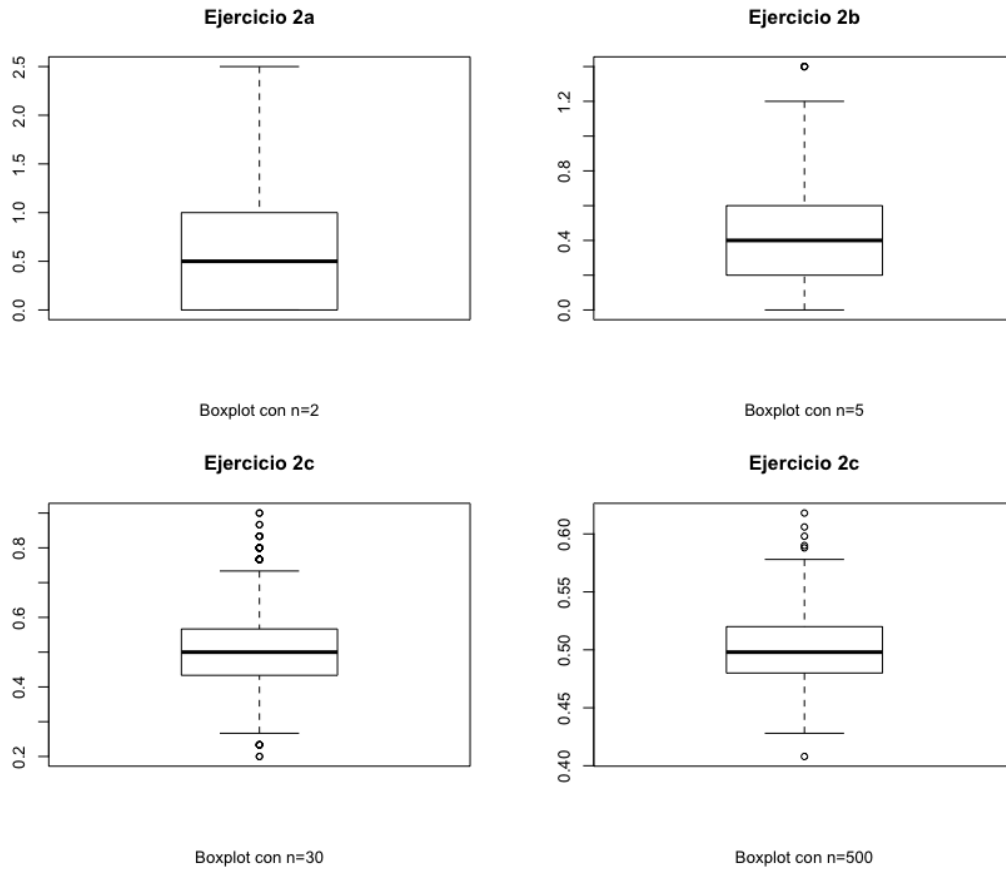 Ejercicio 2a
2.5
2.0
1.5
1.0
0.5
0.0
Boxplot con n=2
Ejercicio 2b
1.2
0.8
0.4
0.0
Boxplot con n=5
Ejercicio 2c
0.8
0.6
0.4
0.2
Boxplot con n=30
Ejercicio 2c
0.60
0.55
0.50
0.45
0.40
Boxplot con n=500